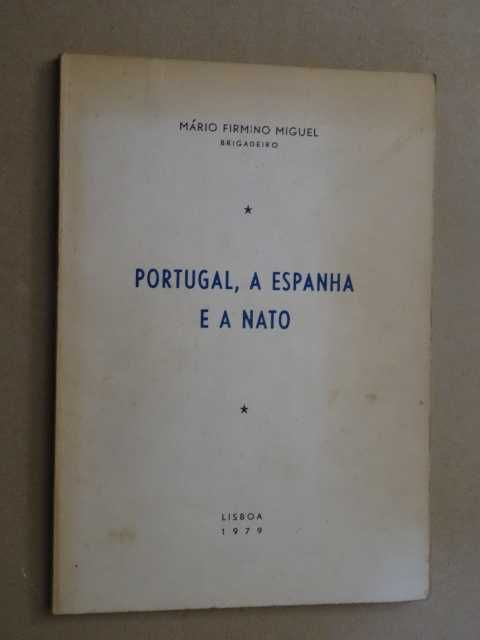 MÁRIO FIRMINO MIGUEL
BRIGADEIRO
PORTUGAL, A ESPANHA
E A NATO
LISBOA
1979